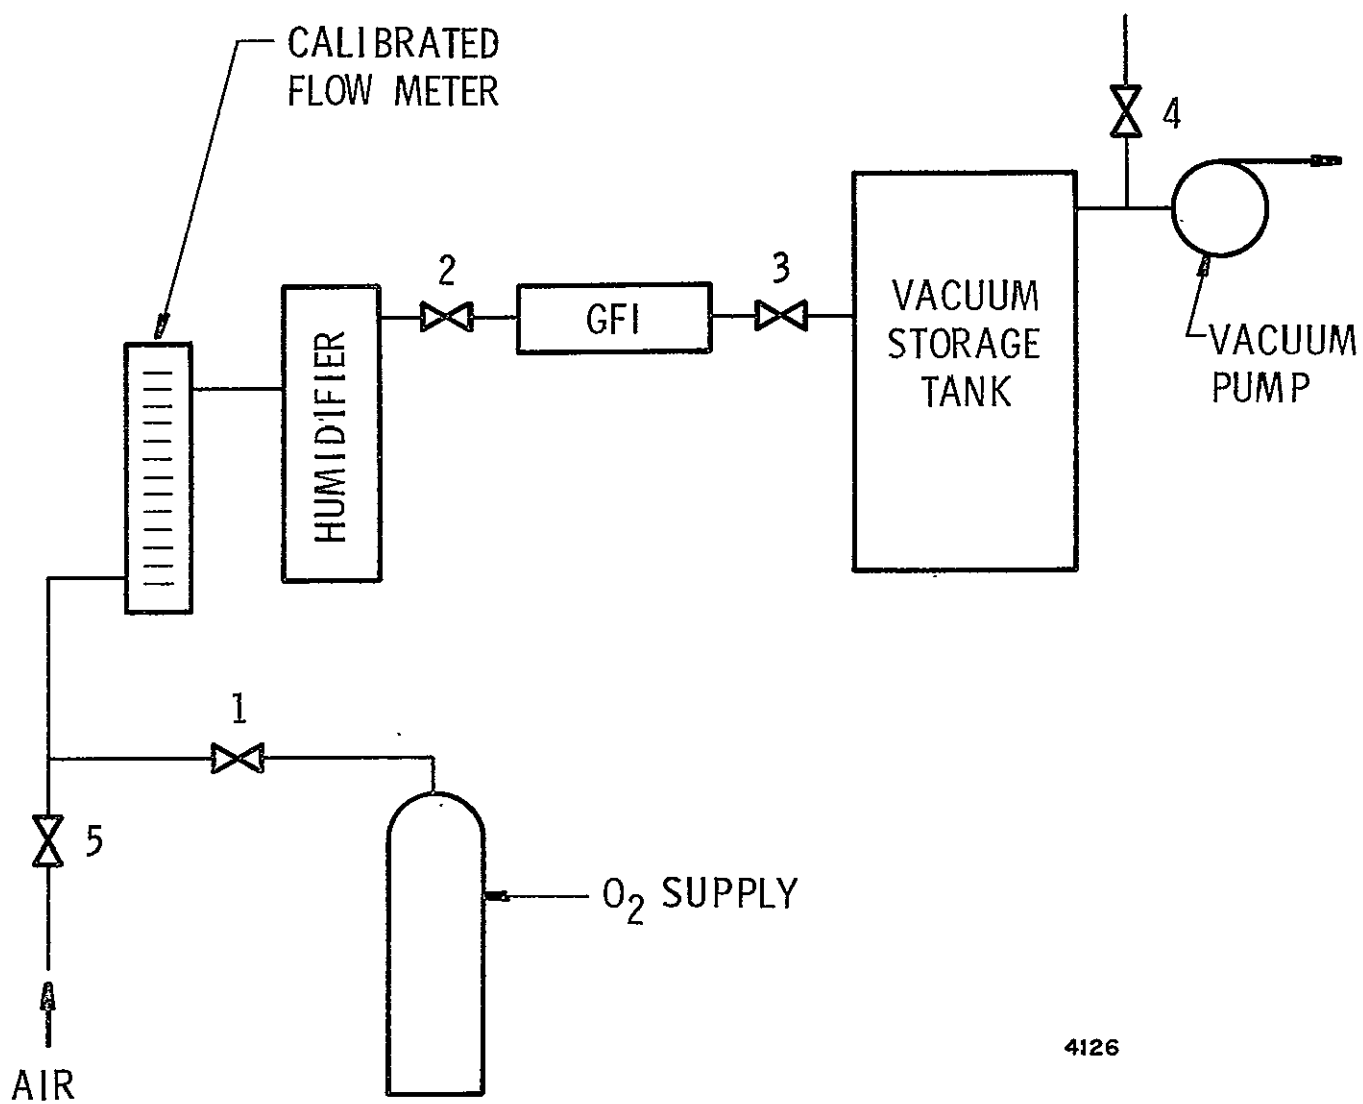 CALIBRATED
FLOW METER
4
2
3
GFI
VACUUM
STORAGE
TANK
VACUUM
PUMP
HUMIDIFIER
1
5
O2 SUPPLY
4126
AIR